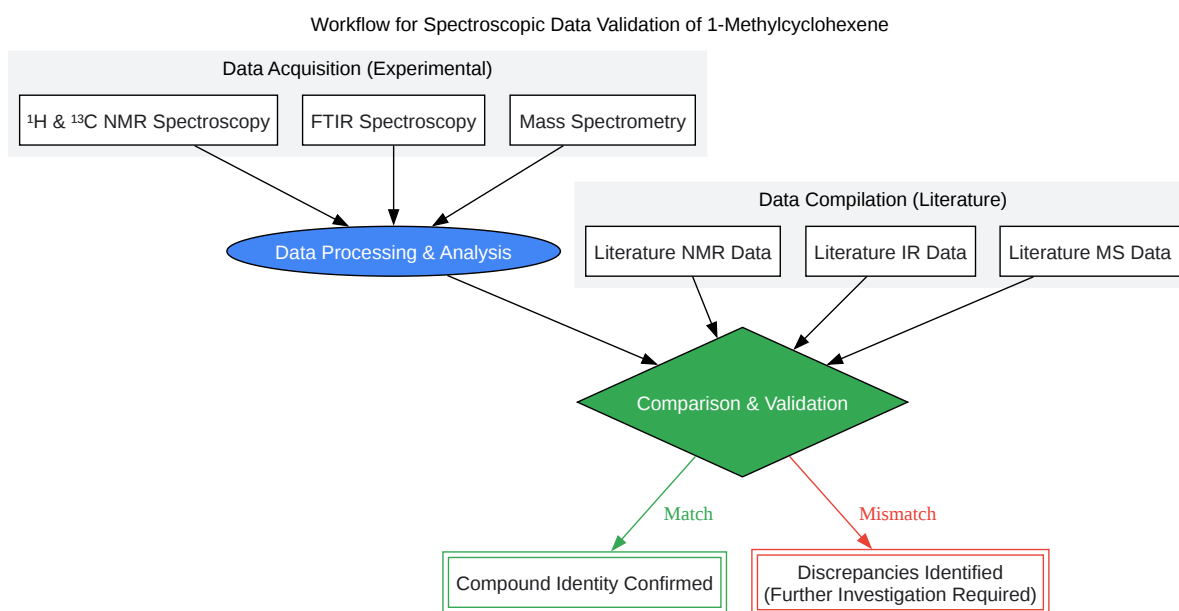 Workflow for Spectroscopic Data Validation of 1-Methylcyclohexene
Data Acquisition (Experimental)
¹H & ¹³C NMR Spectroscopy
FTIR Spectroscopy
Mass Spectrometry
Data Compilation (Literature)
Data Processing & Analysis
Literature NMR Data
Literature IR Data
Literature MS Data
Comparison & Validation
Match
Mismatch
Compound Identity Confirmed
Discrepancies Identified
(Further Investigation Required)